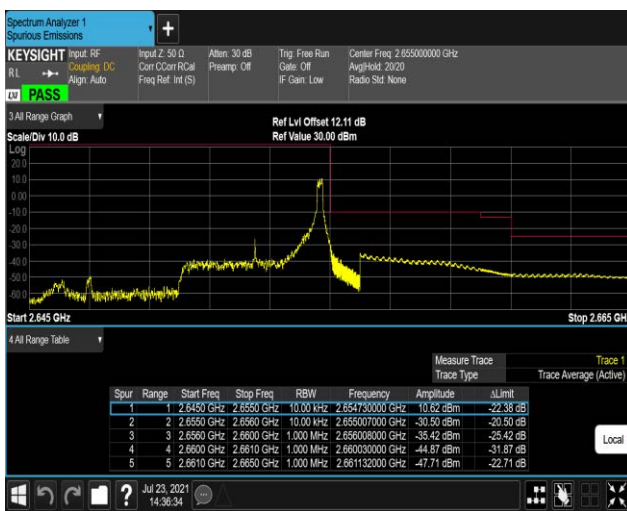 Spectrum Analyzer 1
Spurious Emissions
+
KEYSIGHT Input: RF Input Z: 50 Ω Atten: 30 dB Trig: Free Run Center Freq: 2.655000000 GHz
RL Coupling: DC Corr CCorr RCal Preamp: Off Gate: Off Avg|Hold: 20/20
Align: Auto Freq Ref: Int (S) IF Gain: Low Radio Std: None
LXI PASS
3 All Range Graph
Ref Lvl Offset 12.11 dB
Scale/Div 10.0 dB Ref Value 30.00 dBm
Log
20.0
10.0
0.00
-10.0
-20.0
-30.0
-40.0
-50.0
-60.0
Start 2.645 GHz Stop 2.665 GH
4 All Range Table
Measure Trace Trace 1
Trace Type Trace Average (Active)
Spur Range Start Freq Stop Freq RBW Frequency Amplitude ΔLimit
1 1 2.6450 GHz 2.6550 GHz 10.00 kHz 2.654730000 GHz 10.62 dBm -22.38 dB
2 2 2.6550 GHz 2.6560 GHz 10.00 kHz 2.655007000 GHz -30.50 dBm -20.50 dB
3 3 2.6560 GHz 2.6600 GHz 1.000 MHz 2.656008000 GHz -35.42 dBm -25.42 dB
4 4 2.6600 GHz 2.6610 GHz 1.000 MHz 2.660030000 GHz -44.87 dBm -31.87 dB
5 5 2.6610 GHz 2.6650 GHz 1.000 MHz 2.661132000 GHz -47.71 dBm -22.71 dB
Local
? Jul 23, 2021
14:36:34